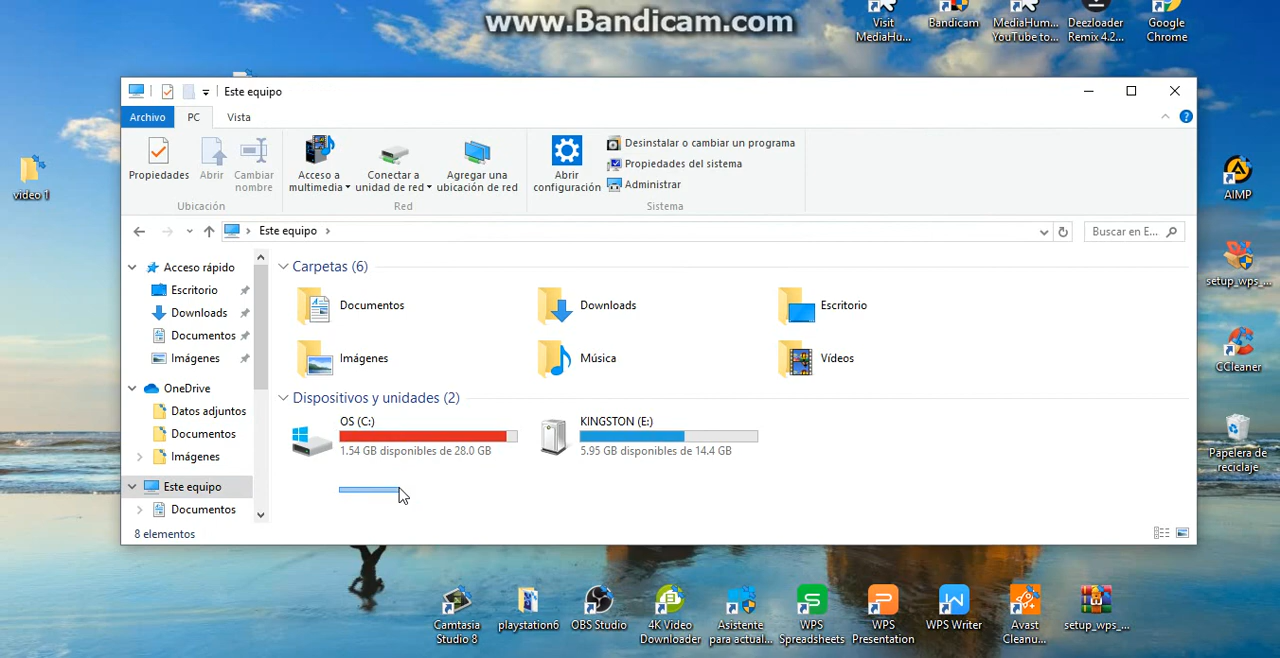 www.Bandicam.com
Visit
MediaHu...
Bandicam
MediaHum...
YouTube to...
Deezloader
Remix 4.2...
Google
Chrome
Este equipo
Archivo
PC
Vista
Propiedades
Abrir
Cambiar
nombre
Ubicación
Acceso a
multimedia
Conectar a
unidad de red
Agregar una
ubicación de red
Red
Abrir
configuración
Desinstalar o cambiar un programa
Propiedades del sistema
Administrar
Sistema
Este equipo
Buscar en E...
video 1
Acceso rápido
Escritorio
Downloads
Documentos
Imágenes
OneDrive
Datos adjuntos
Documentos
Imágenes
Este equipo
Documentos
Carpetas (6)
Documentos
Downloads
Escritorio
Imágenes
Música
Vídeos
Dispositivos y unidades (2)
OS (C:)
1.54 GB disponibles de 28.0 GB
KINGSTON (E:)
5.95 GB disponibles de 14.4 GB
8 elementos
AIMP
setup_wps_...
CCleaner
Papelera de
reciclaje
Camtasia
Studio 8
playstation6
OBS Studio
4K Video
Downloader
Asistente
para actual...
WPS
Spreadsheets
WPS
Presentation
WPS Writer
Avast
Cleanu...
setup_wps_...